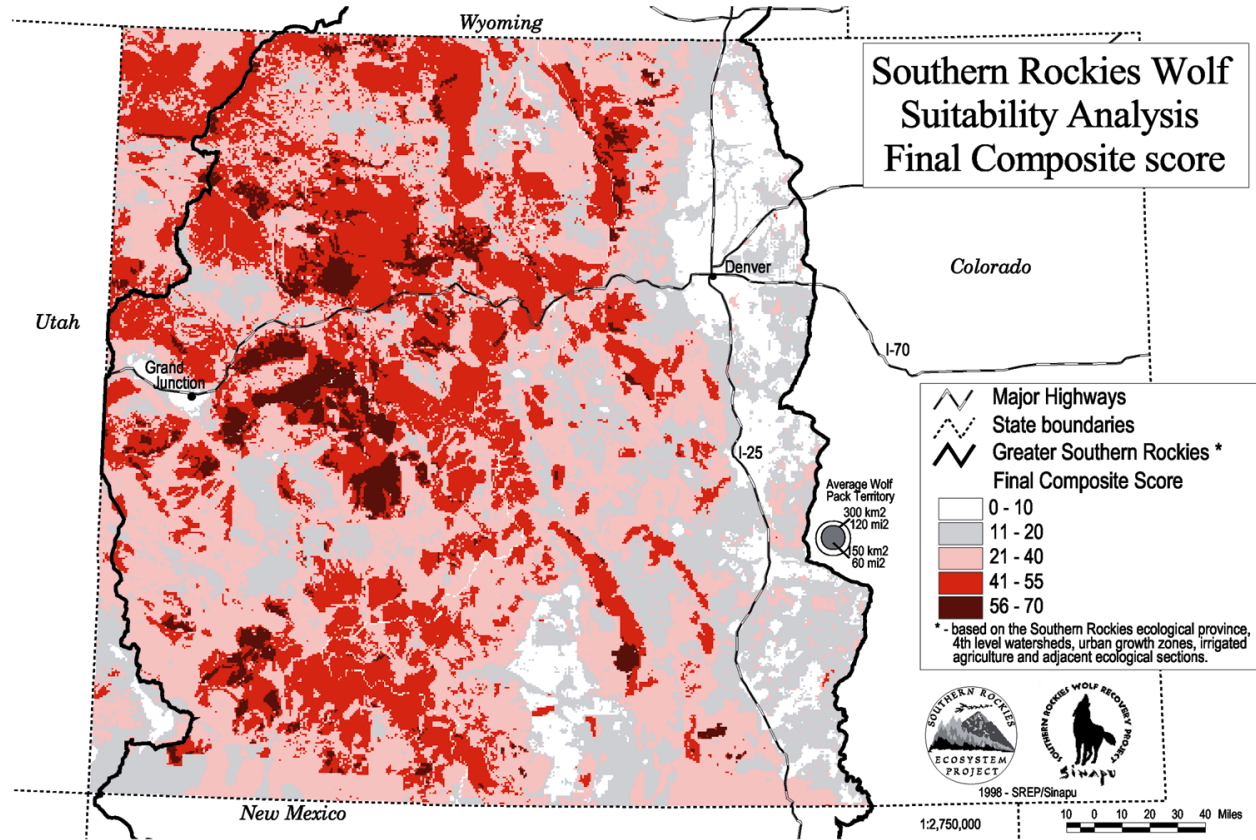 Wyoming
Southern Rockies Wolf
Suitability Analysis
Final Composite score
Denver
Colorado
Utah
I-70
Grand
Junction
Major Highways
State boundaries
Greater Southern Rockies *
Final Composite Score
I-25
Average Wolf
Pack Territory
300 km2
120 mi2
150 km2
60 mi2
0 - 10
11 - 20
21 - 40
41 - 55
56 - 70
* - based on the Southern Rockies ecological province,
4th level watersheds, urban growth zones, irrigated
agriculture and adjacent ecological sections.
SOUTHERN ROCKIES
ECOSYSTEM
PROJECT
SOUTHERN ROCKIES WOLF RECOVERY PROJECT
SINAPU
1998 - SREP/Sinapu
New Mexico
1:2,750,000
10 0 10 20 30 40 Miles